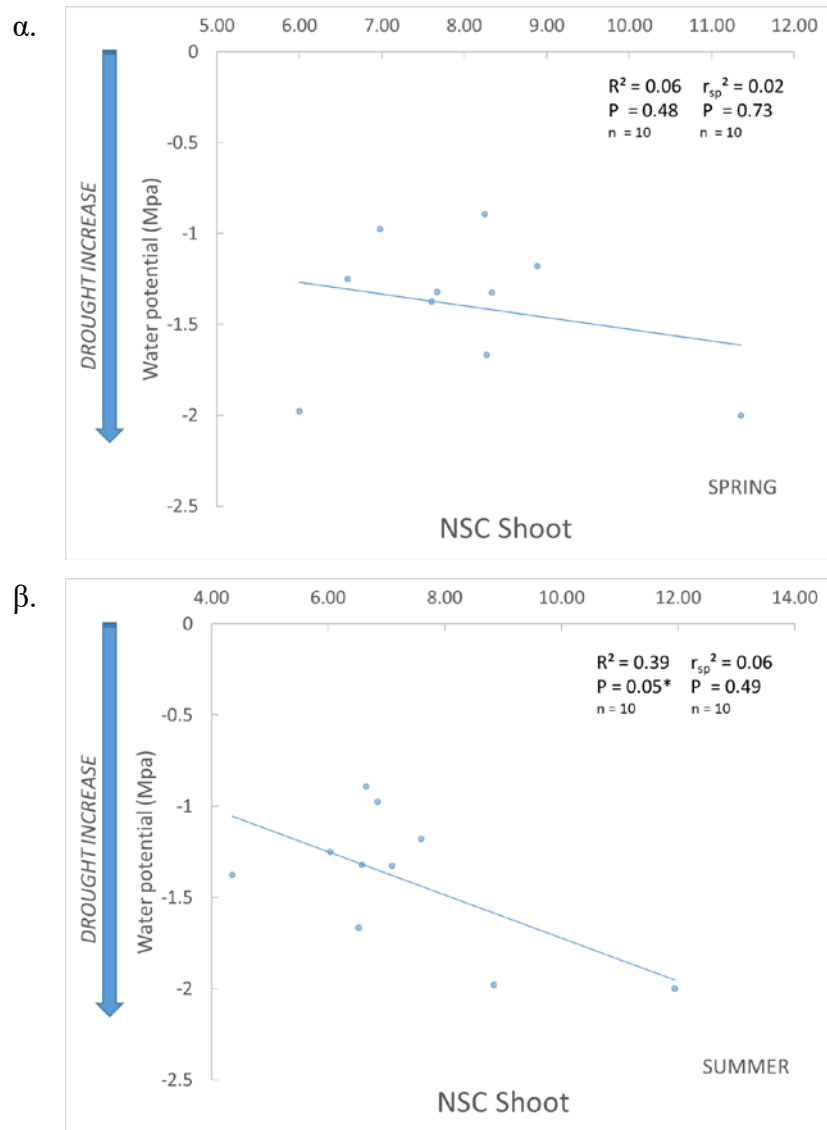 α.
5.00 6.00 7.00 8.00 9.00 10.00 11.00 12.00
0
-0.5
-1
-1.5
-2
-2.5
DROUGHT INCREASE
Water potential (Mpa)
R² = 0.06 rsp² = 0.02
P = 0.48 P = 0.73
n = 10 n = 10
SPRING
NSC Shoot
β.
4.00 6.00 8.00 10.00 12.00 14.00
0
-0.5
-1
-1.5
-2
-2.5
DROUGHT INCREASE
Water potential (Mpa)
R² = 0.39 rsp² = 0.06
P = 0.05* P = 0.49
n = 10 n = 10
SUMMER
NSC Shoot